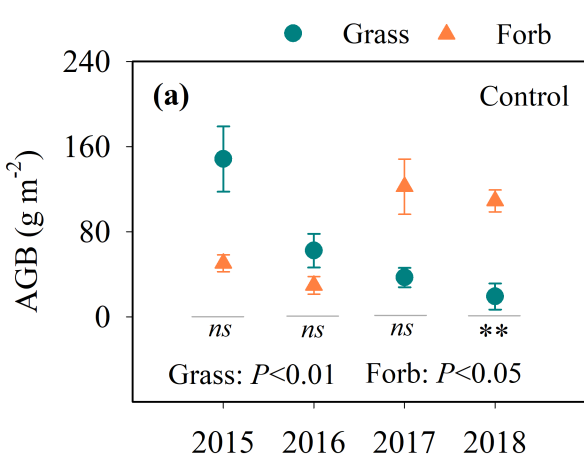 Grass Forb
240
(a) Control
160
80
0
AGB (g m-2)
ns ns ns **
Grass: P<0.01 Forb: P<0.05
2015 2016 2017 2018